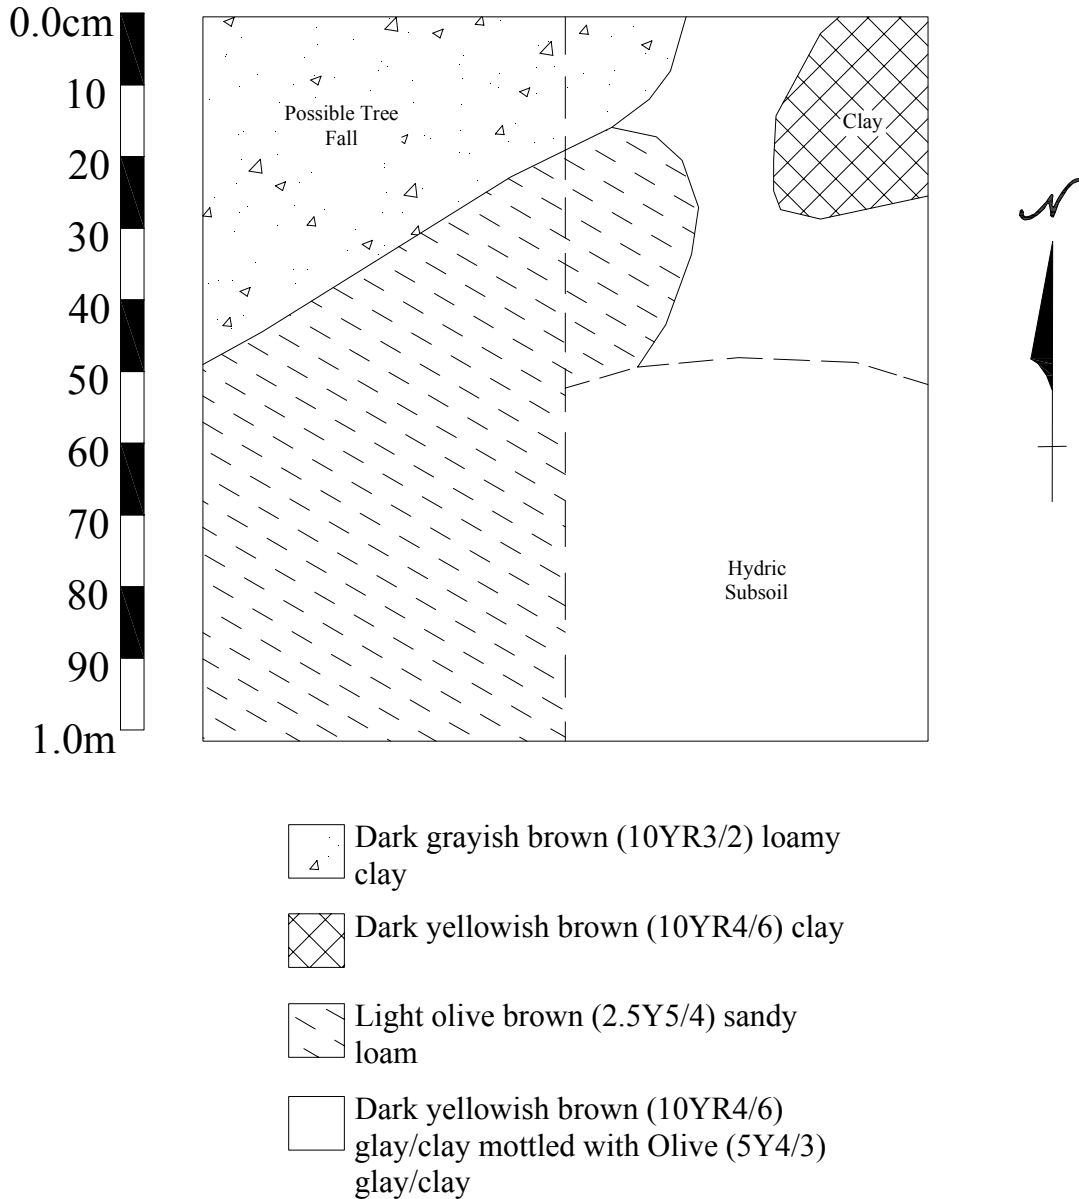 0.0cm
10
20
30
40
50
60
70
80
90
1.0m
Possible Tree
Fall
Clay
N
Hydric
Subsoil
Dark grayish brown (10YR3/2) loamy
clay
Dark yellowish brown (10YR4/6) clay
Light olive brown (2.5Y5/4) sandy
loam
Dark yellowish brown (10YR4/6)
glay/clay mottled with Olive (5Y4/3)
glay/clay